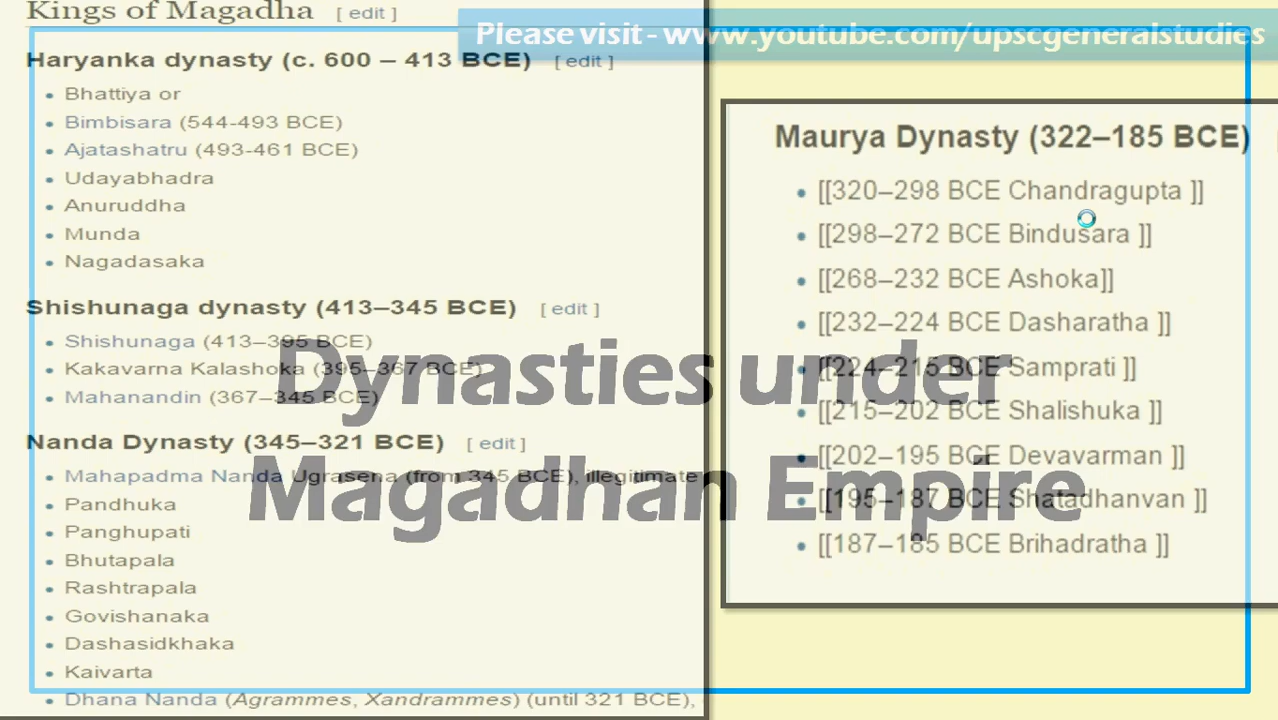 Kings of Magadha [ edit ]
Please visit - www.youtube.com/upscgeneralstudies
Haryanka dynasty (c. 600 – 413 BCE) [ edit ]
Bhattiya or
Bimbisara (544-493 BCE)
Ajatashatru (493-461 BCE)
Udayabhadra
Anuruddha
Munda
Nagadasaka
Shishunaga dynasty (413–345 BCE) [ edit ]
Shishunaga (413–395 BCE)
Kakavarna Kalashoka (395–367 BCE)
Mahanandin (367–345 BCE)
Nanda Dynasty (345–321 BCE) [ edit ]
Mahapadma Nanda Ugrasena (from 345 BCE), illegitimate
Pandhuka
Panghupati
Bhutapala
Rashtrapala
Govishanaka
Dashasidkhaka
Kaivarta
Dhana Nanda (Agrammes, Xandrammes) (until 321 BCE),
Maurya Dynasty (322–185 BCE)
[[320–298 BCE Chandragupta ]]
[[298–272 BCE Bindusara ]]
[[268–232 BCE Ashoka]]
[[232–224 BCE Dasharatha ]]
[[224–215 BCE Samprati ]]
[[215–202 BCE Shalishuka ]]
[[202–195 BCE Devavarman ]]
[[195–187 BCE Shatadhanvan ]]
[[187–185 BCE Brihadratha ]]
Dynasties under
Magadhan Empire